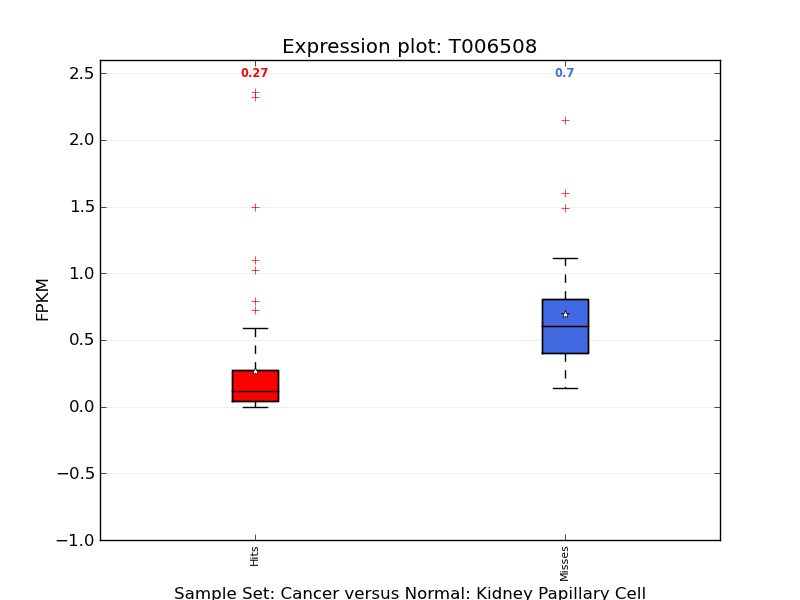 Expression plot: T006508
0.27
0.7
2.5
2.0
1.5
1.0
0.5
0.0
−0.5
−1.0
FPKM
Hits
Misses
Sample Set: Cancer versus Normal: Kidney Papillary Cell